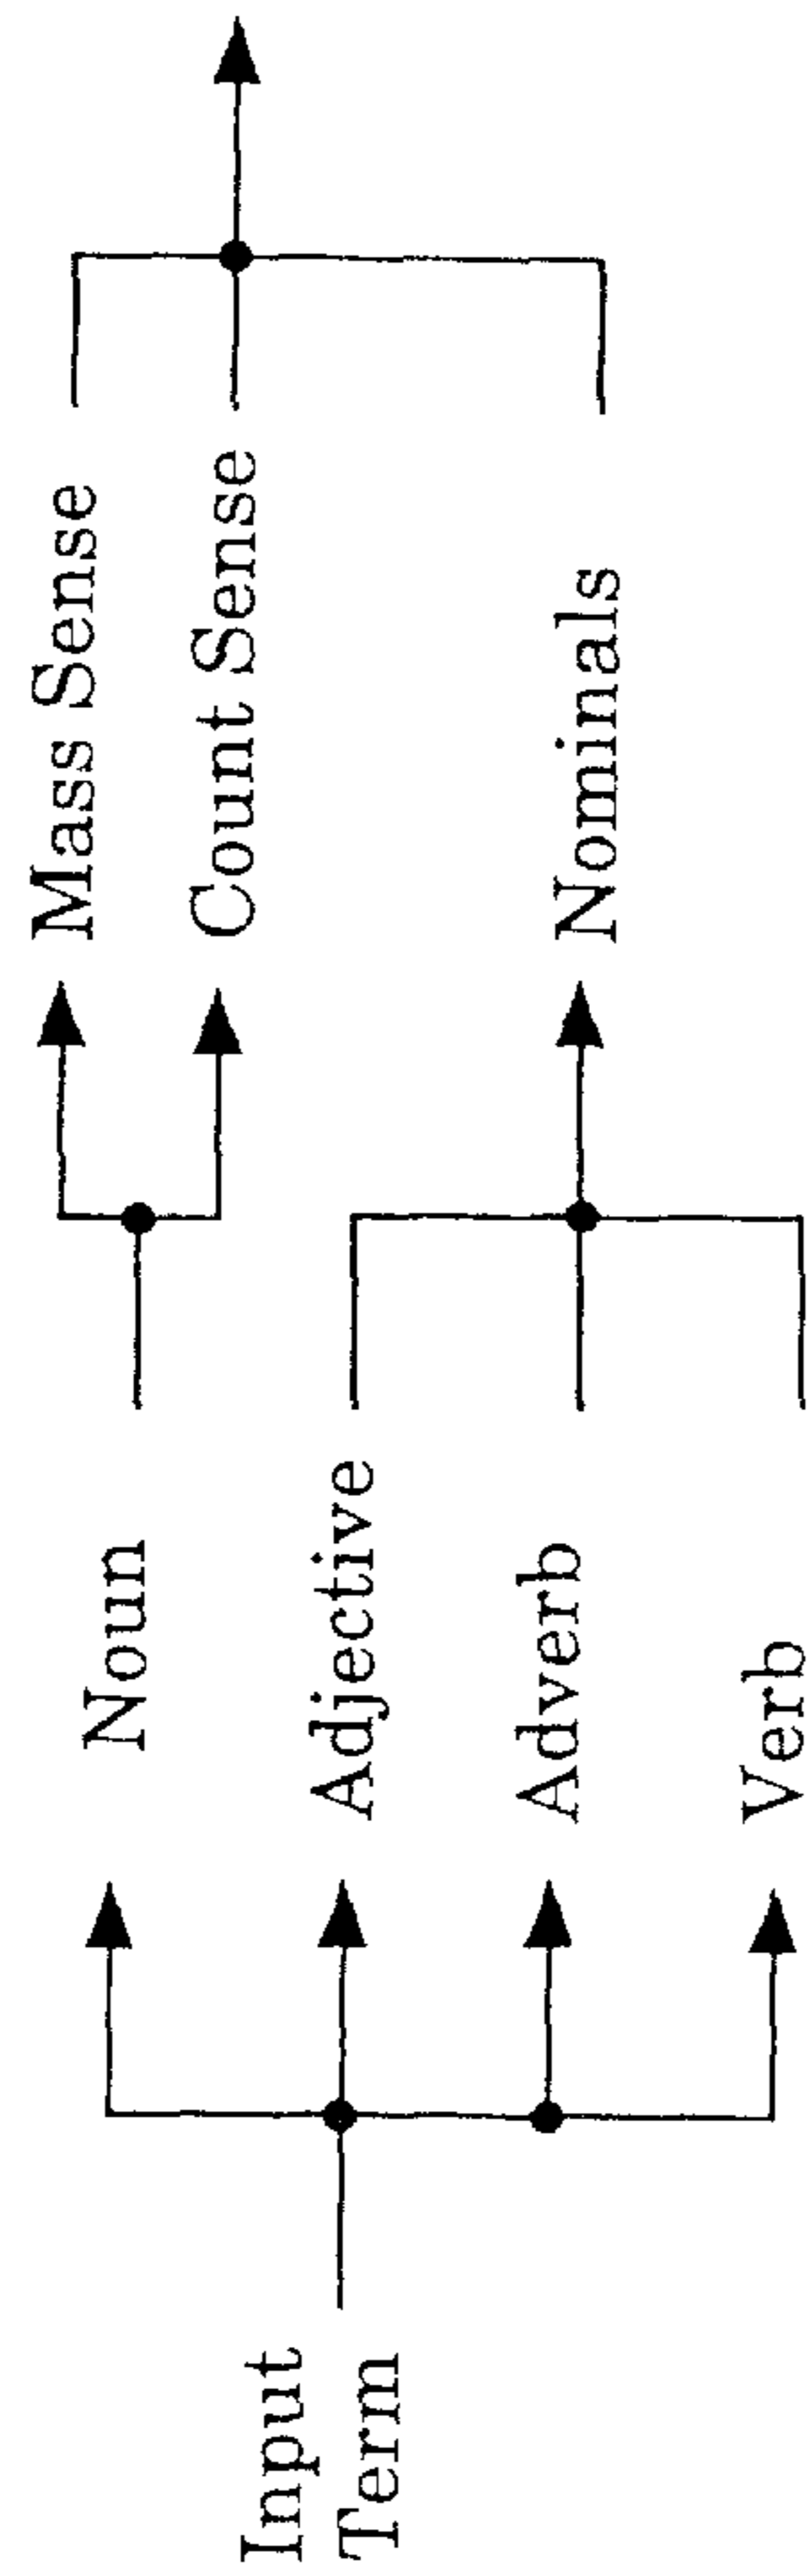 Input
Term
Noun
Adjective
Adverb
Verb
Mass Sense
Count Sense
Nominals